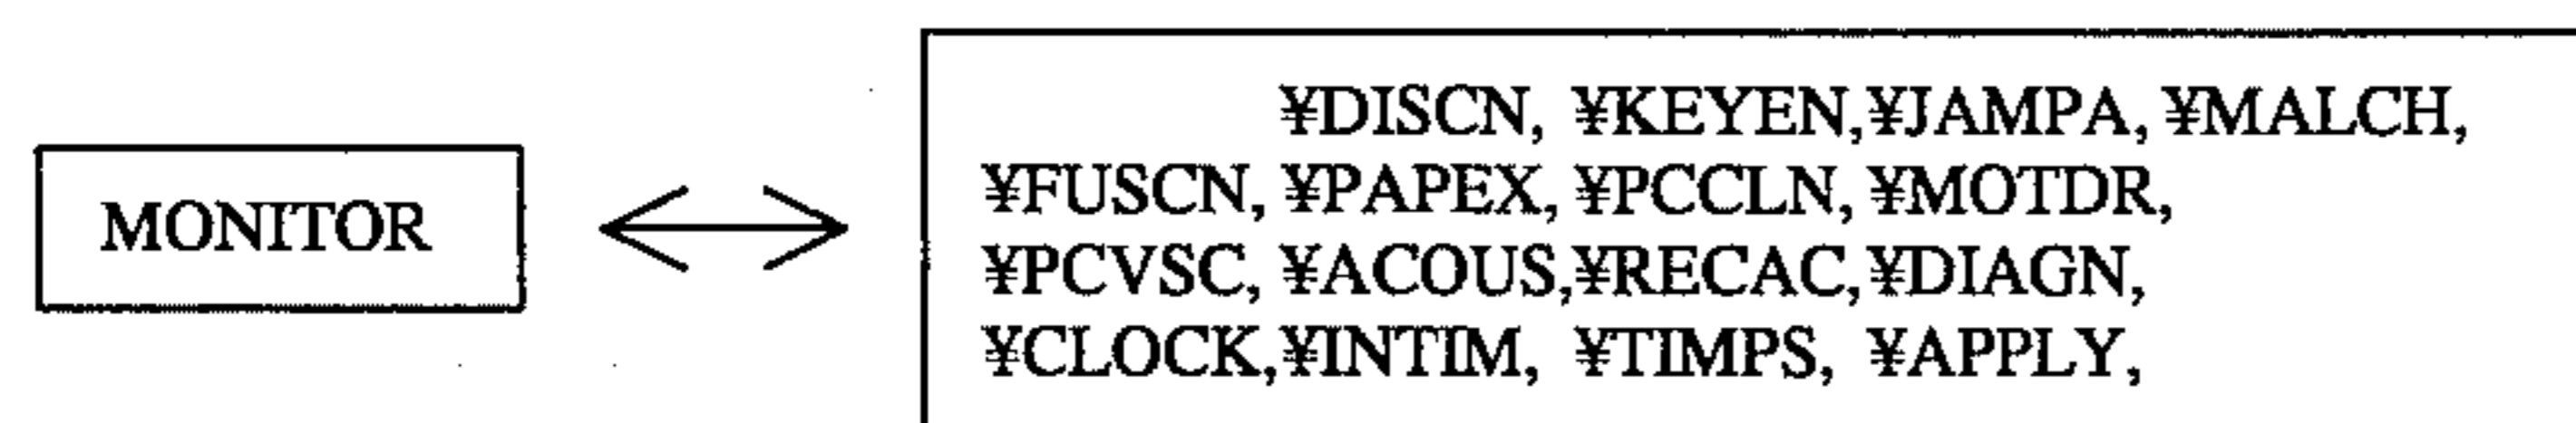 MONITOR
¥DISCN, ¥KEYEN,¥JAMPA, ¥MALCH,
¥FUSCN, ¥PAPEX, ¥PCCLN, ¥MOTDR,
¥PCVSC, ¥ACOUS,¥RECAC,¥DIAGN,
¥CLOCK,¥INTIM, ¥TIMPS, ¥APPLY,